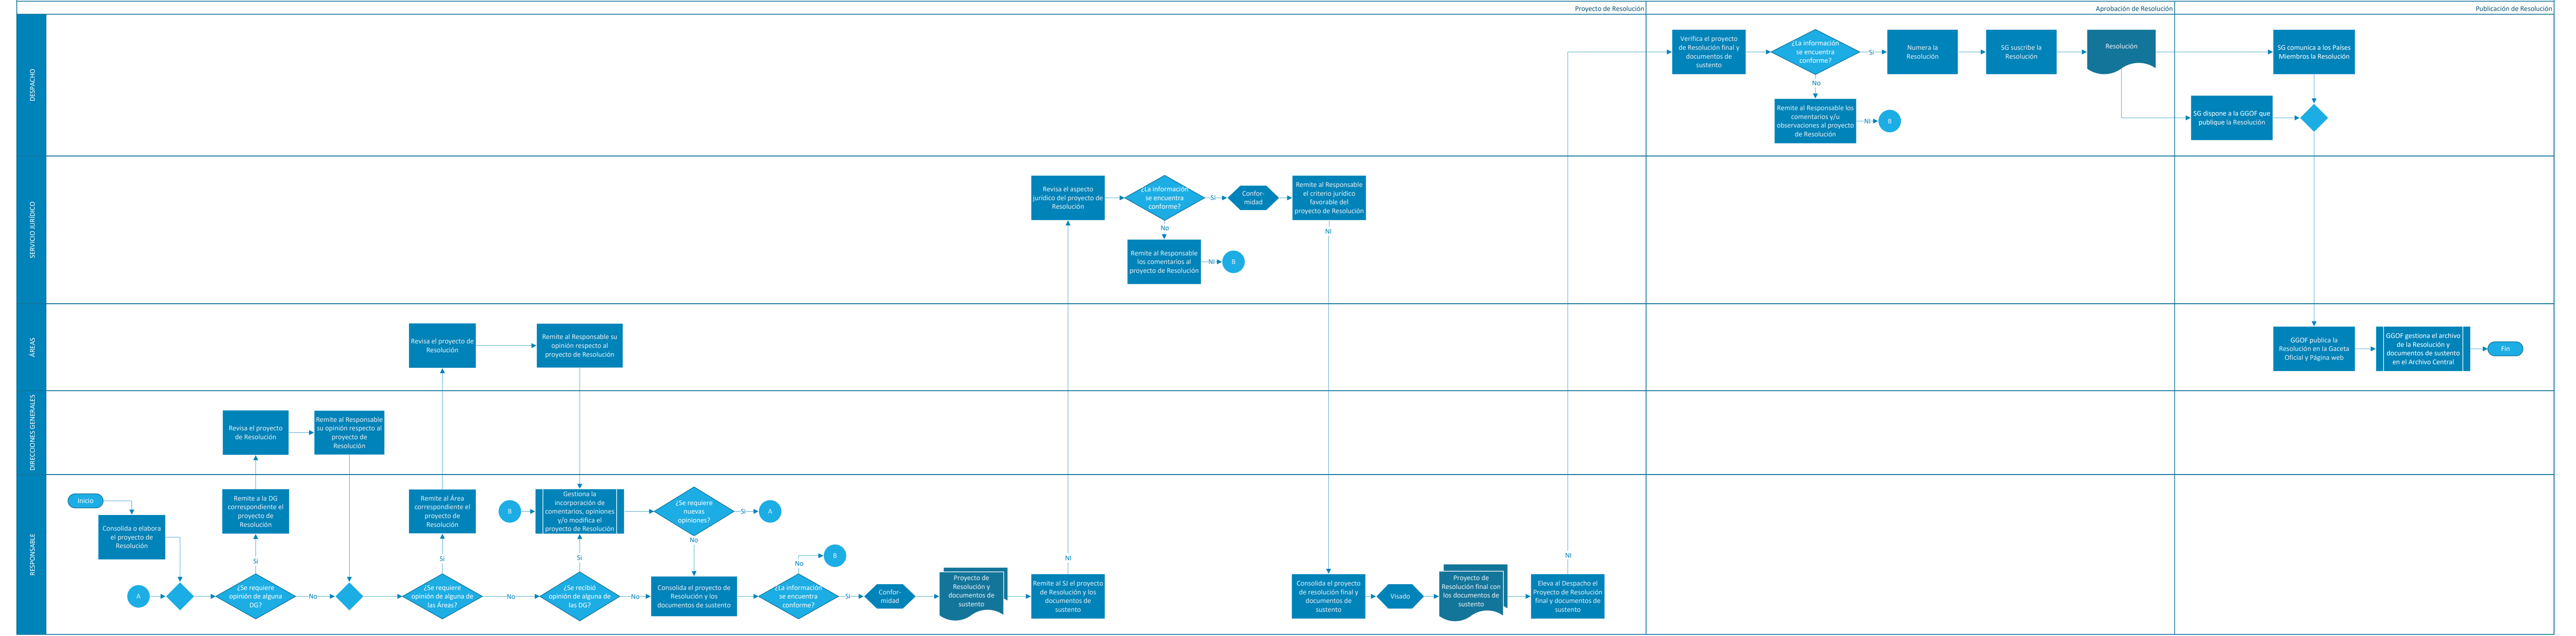 Proyecto de Resolución
Aprobación de Resolución
Publicación de Resolución
DESPACHO
Verifica el proyecto
de Resolución final y
documentos de
sustento
¿La información
se encuentra
conforme?
Si
Numera la
Resolución
SG suscribe la
Resolución
Resolución
SG comunica a los Países
Miembros la Resolución
No
Remite al Responsable los
comentarios y/u
observaciones al proyecto
de Resolución
NI
B
SG dispone a la GGOF que
publique la Resolución
SERVICIO JURÍDICO
Revisa el aspecto
jurídico del proyecto de
Resolución
¿La información
se encuentra
conforme?
Si
Confor-
midad
Remite al Responsable
el criterio jurídico
favorable del
proyecto de Resolución
No
NI
Remite al Responsable
los comentarios al
proyecto de Resolución
NI
B
ÁREAS
Revisa el proyecto de
Resolución
Remite al Responsable su
opinión respecto al
proyecto de Resolución
GGOF publica la
Resolución en la Gaceta
Oficial y Página web
GGOF gestiona el archivo
de la Resolución y
documentos de sustento
en el Archivo Central
Fin
DIRECCIONES GENERALES
Revisa el proyecto
de Resolución
Remite al Responsable
su opinión respecto al
proyecto de
Resolución
RESPONSABLE
Inicio
Consolida o elabora
el proyecto de
Resolución
Remite a la DG
correspondiente el
proyecto de
Resolución
Si
A
¿Se requiere
opinión de alguna
DG?
No
Remite al Área
correspondiente el
proyecto de
Resolución
Si
¿Se requiere
opinión de alguna de
las Áreas?
No
B
Gestiona la
incorporación de
comentarios, opiniones
y/o modifica el
proyecto de Resolución
Si
¿Se recibió
opinión de alguna de
las DG?
No
¿Se requiere
nuevas
opiniones?
Si
A
No
Consolida el proyecto de
Resolución y los
documentos de sustento
¿La información
se encuentra
conforme?
No
B
Si
Confor-
midad
Proyecto de
Resolución y
documentos de
sustento
NI
Remite al SJ el proyecto
de Resolución y los
documentos de
sustento
Consolida el proyecto
de resolución final y
documentos de
sustento
Visado
Proyecto de
Resolución final con
los documentos de
sustento
NI
Eleva al Despacho el
Proyecto de Resolución
final y documentos de
sustento